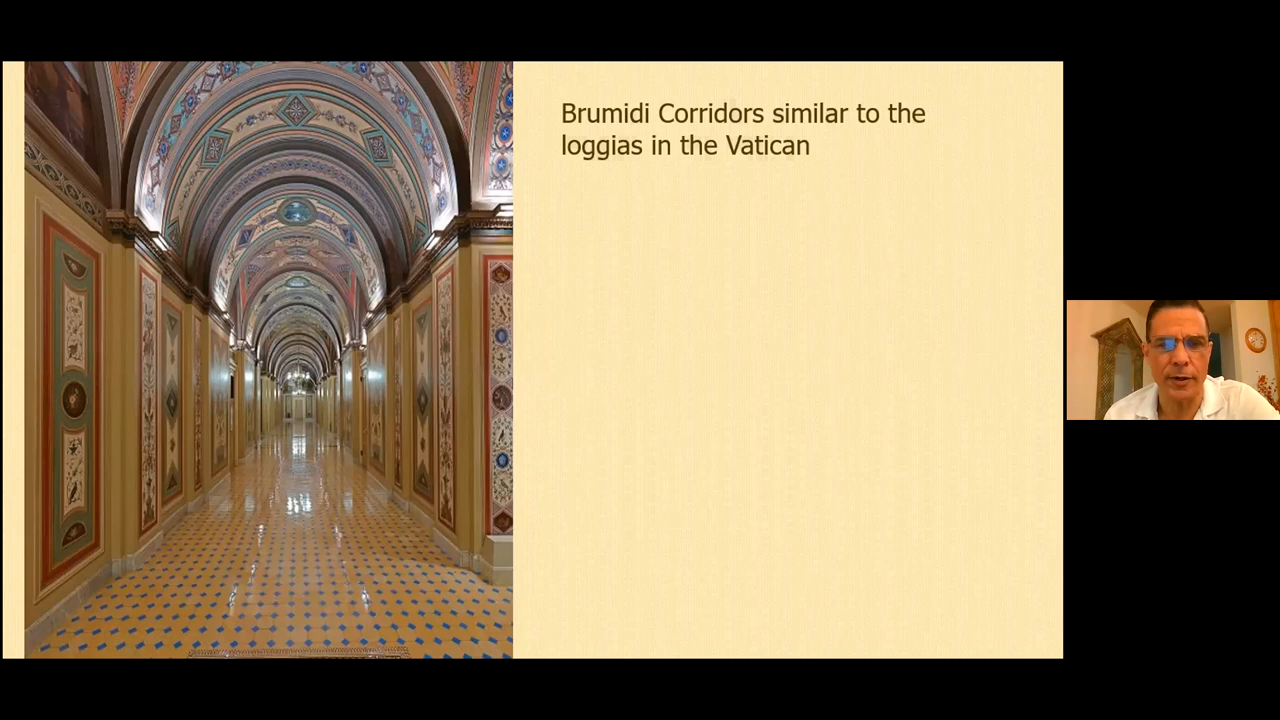 Brumidi Corridors similar to the
loggias in the Vatican